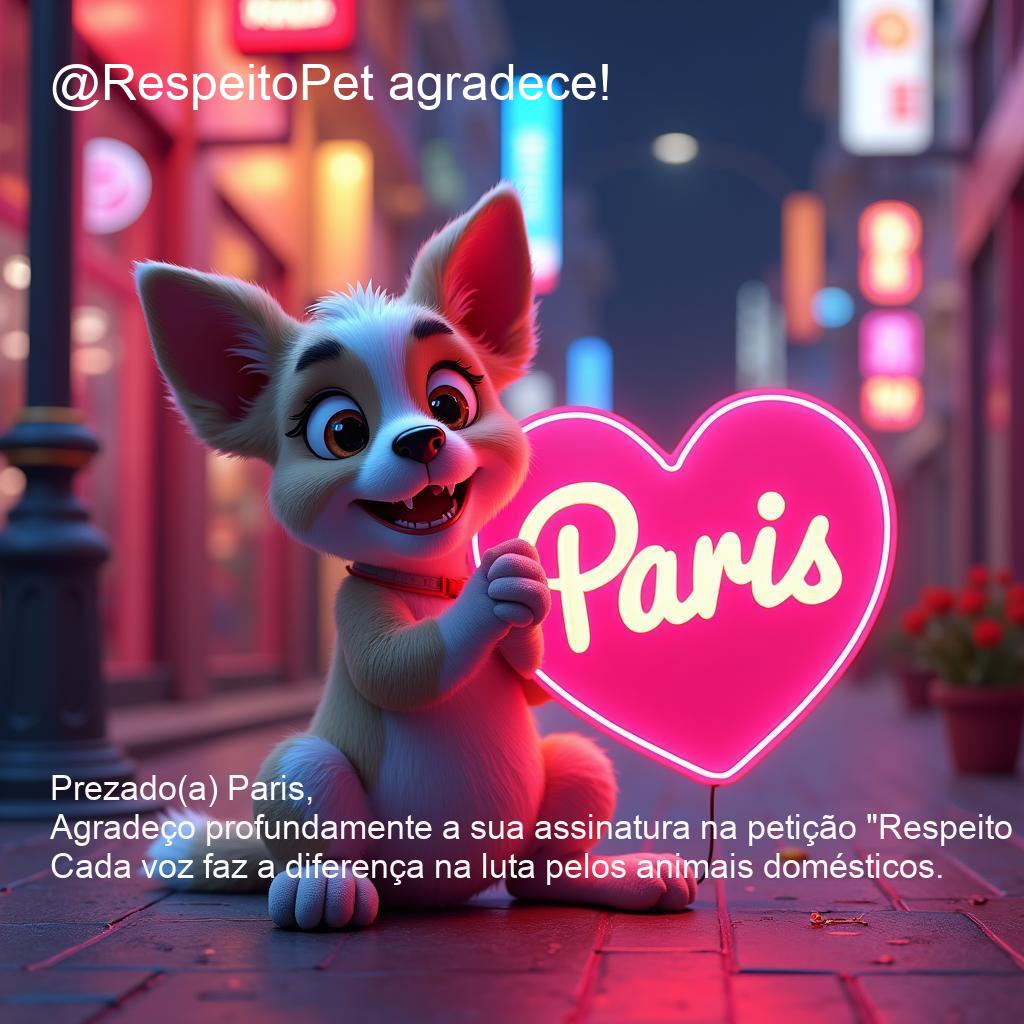 @RespeitoPet agradece!
Paris
Prezado(a) Paris,
Agradeço profundamente a sua assinatura na petição "Respeito
Cada voz faz a diferença na luta pelos animais domésticos.